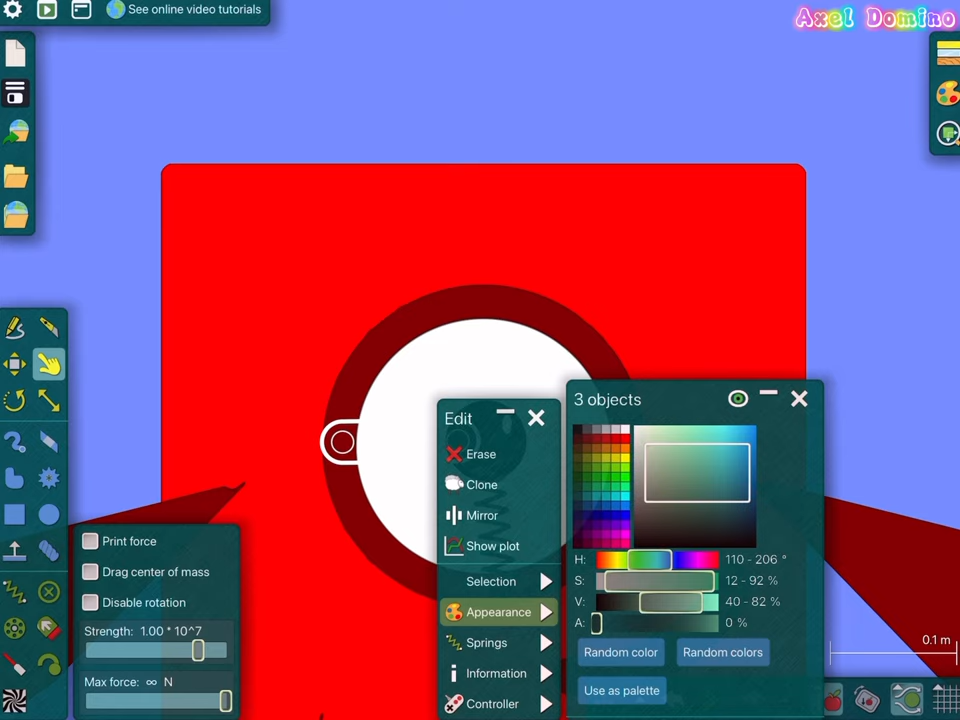 See online video tutorials
Axel Domino
Edit
Erase
Clone
Mirror
Show plot
Selection
Appearance
Springs
Information
Controller
3 objects
H: 110 - 206 °
S: 12 - 92 %
V: 40 - 82 %
A: 0 %
Random color Random colors
Use as palette
Print force
Drag center of mass
Disable rotation
Strength: 1.00 * 10^7
Max force: ∞ N
0.1 m